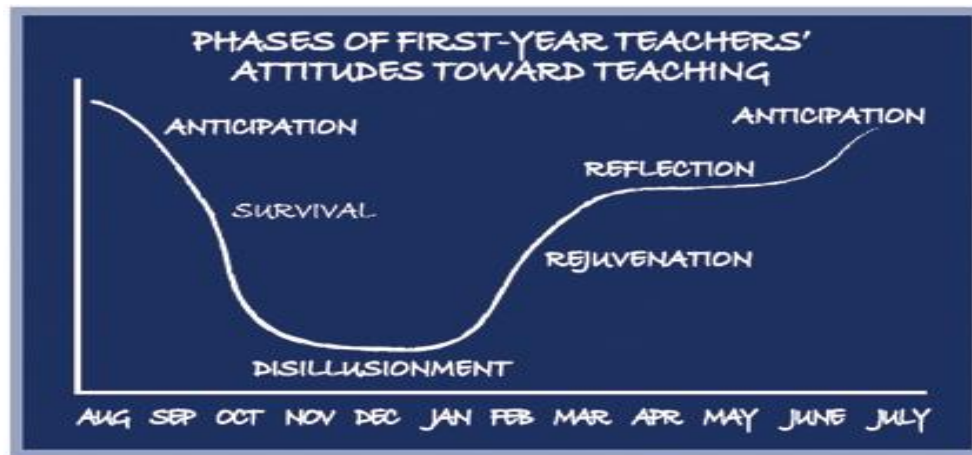 PHASES OF FIRST-YEAR TEACHERS'
ATTITUDES TOWARD TEACHING
ANTICIPATION
ANTICIPATION
REFLECTION
SURVIVAL
REJUVENATION
DISILLUSIONMENT
AUG SEP OCT NOV DEC JAN FEB MAR APR MAY JUNE JULY